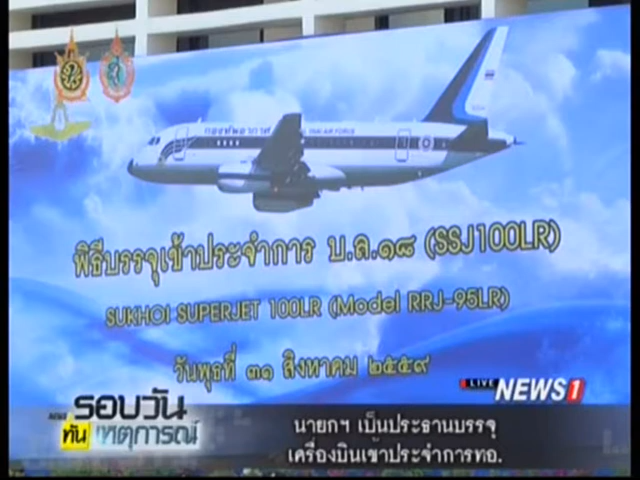 กองทัพอากาศ
พิธีบรรจุเข้าประจำการ บ.ล.๑๘ (SSJ100LR)
SUKHOI SUPERJET 100LR (Model RRJ-95LR)
วันพุธที่ ๓๑ สิงหาคม ๒๕๕๙
LIVE NEWS1
รอบวัน
ทัน เหตุการณ์
นายกฯ เป็นประธานบรรจุ
เครื่องบินเข้าประจำการทอ.